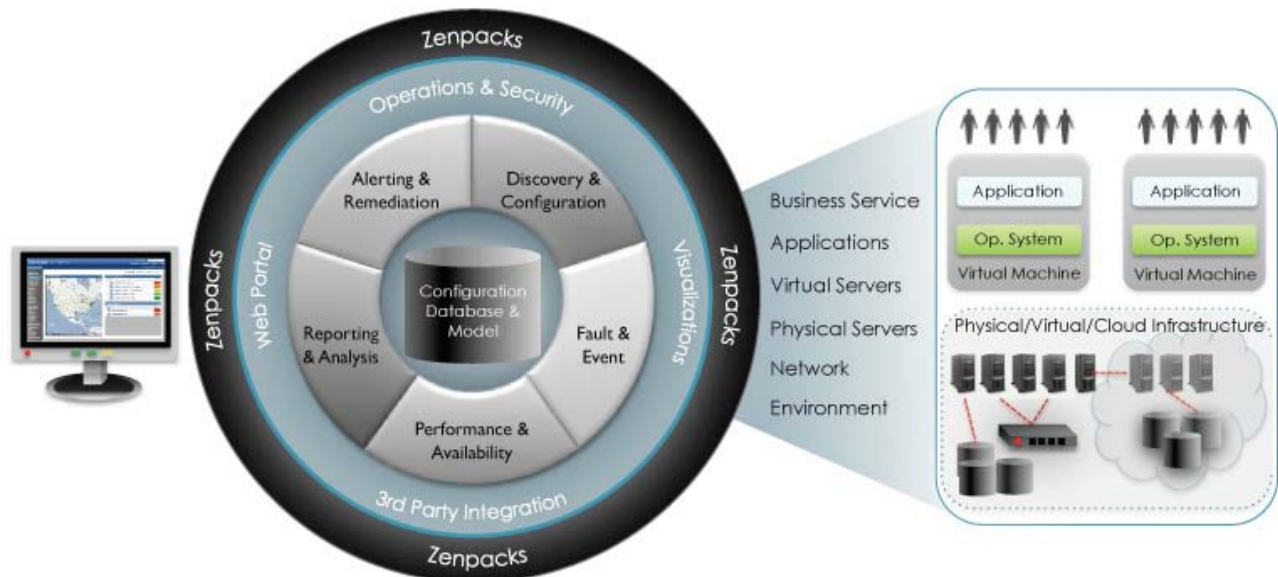 Zenpacks
Operations & Security
Alerting &
Remediation
Discovery &
Configuration
Zenpacks
Web Portal
Configuration
Database &
Model
Visualizations
Zenpacks
Reporting
& Analysis
Fault &
Event
Performance &
Availability
3rd Party Integration
Zenpacks
Business Service
Applications
Virtual Servers
Physical Servers
Network
Environment
Application
Op. System
Virtual Machine
Application
Op. System
Virtual Machine
Physical/Virtual/Cloud Infrastructure